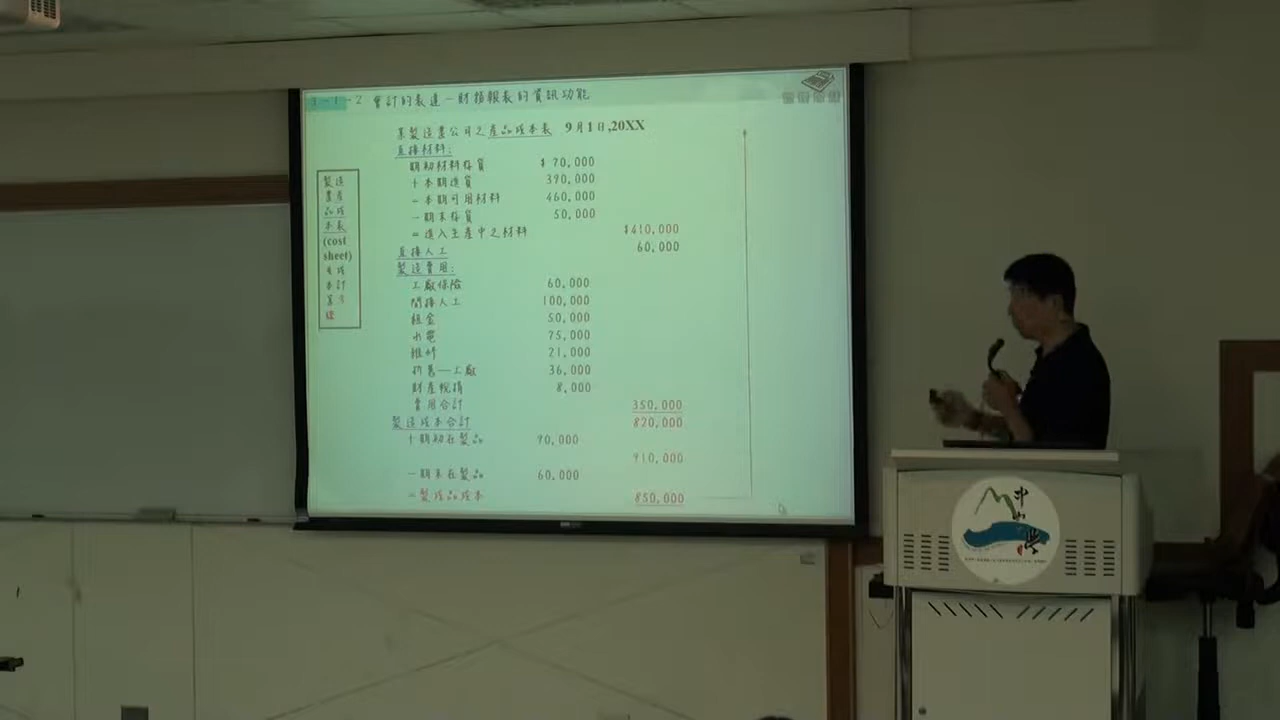 3-1-2 會計的表達－財務報表的資訊功能
某製造業公司之產品成本表 9月1日,20XX
直接材料:
期初材料存貨 $ 70,000
＋本期進貨 390,000
＝本期可用材料 460,000
－期末存貨 50,000
＝進入生產中之材料 $410,000
直接人工 60,000
製造費用:
工廠保險 60,000
間接人工 100,000
租金 50,000
水電 75,000
維修 21,000
折舊—工廠 36,000
財產稅捐 8,000
費用合計 350,000
製造成本合計 820,000
＋期初在製品 90,000
910,000
－期末在製品 60,000
＝製成品成本 850,000
製造
業產
品成
本表
(cost
sheet)
中山大學